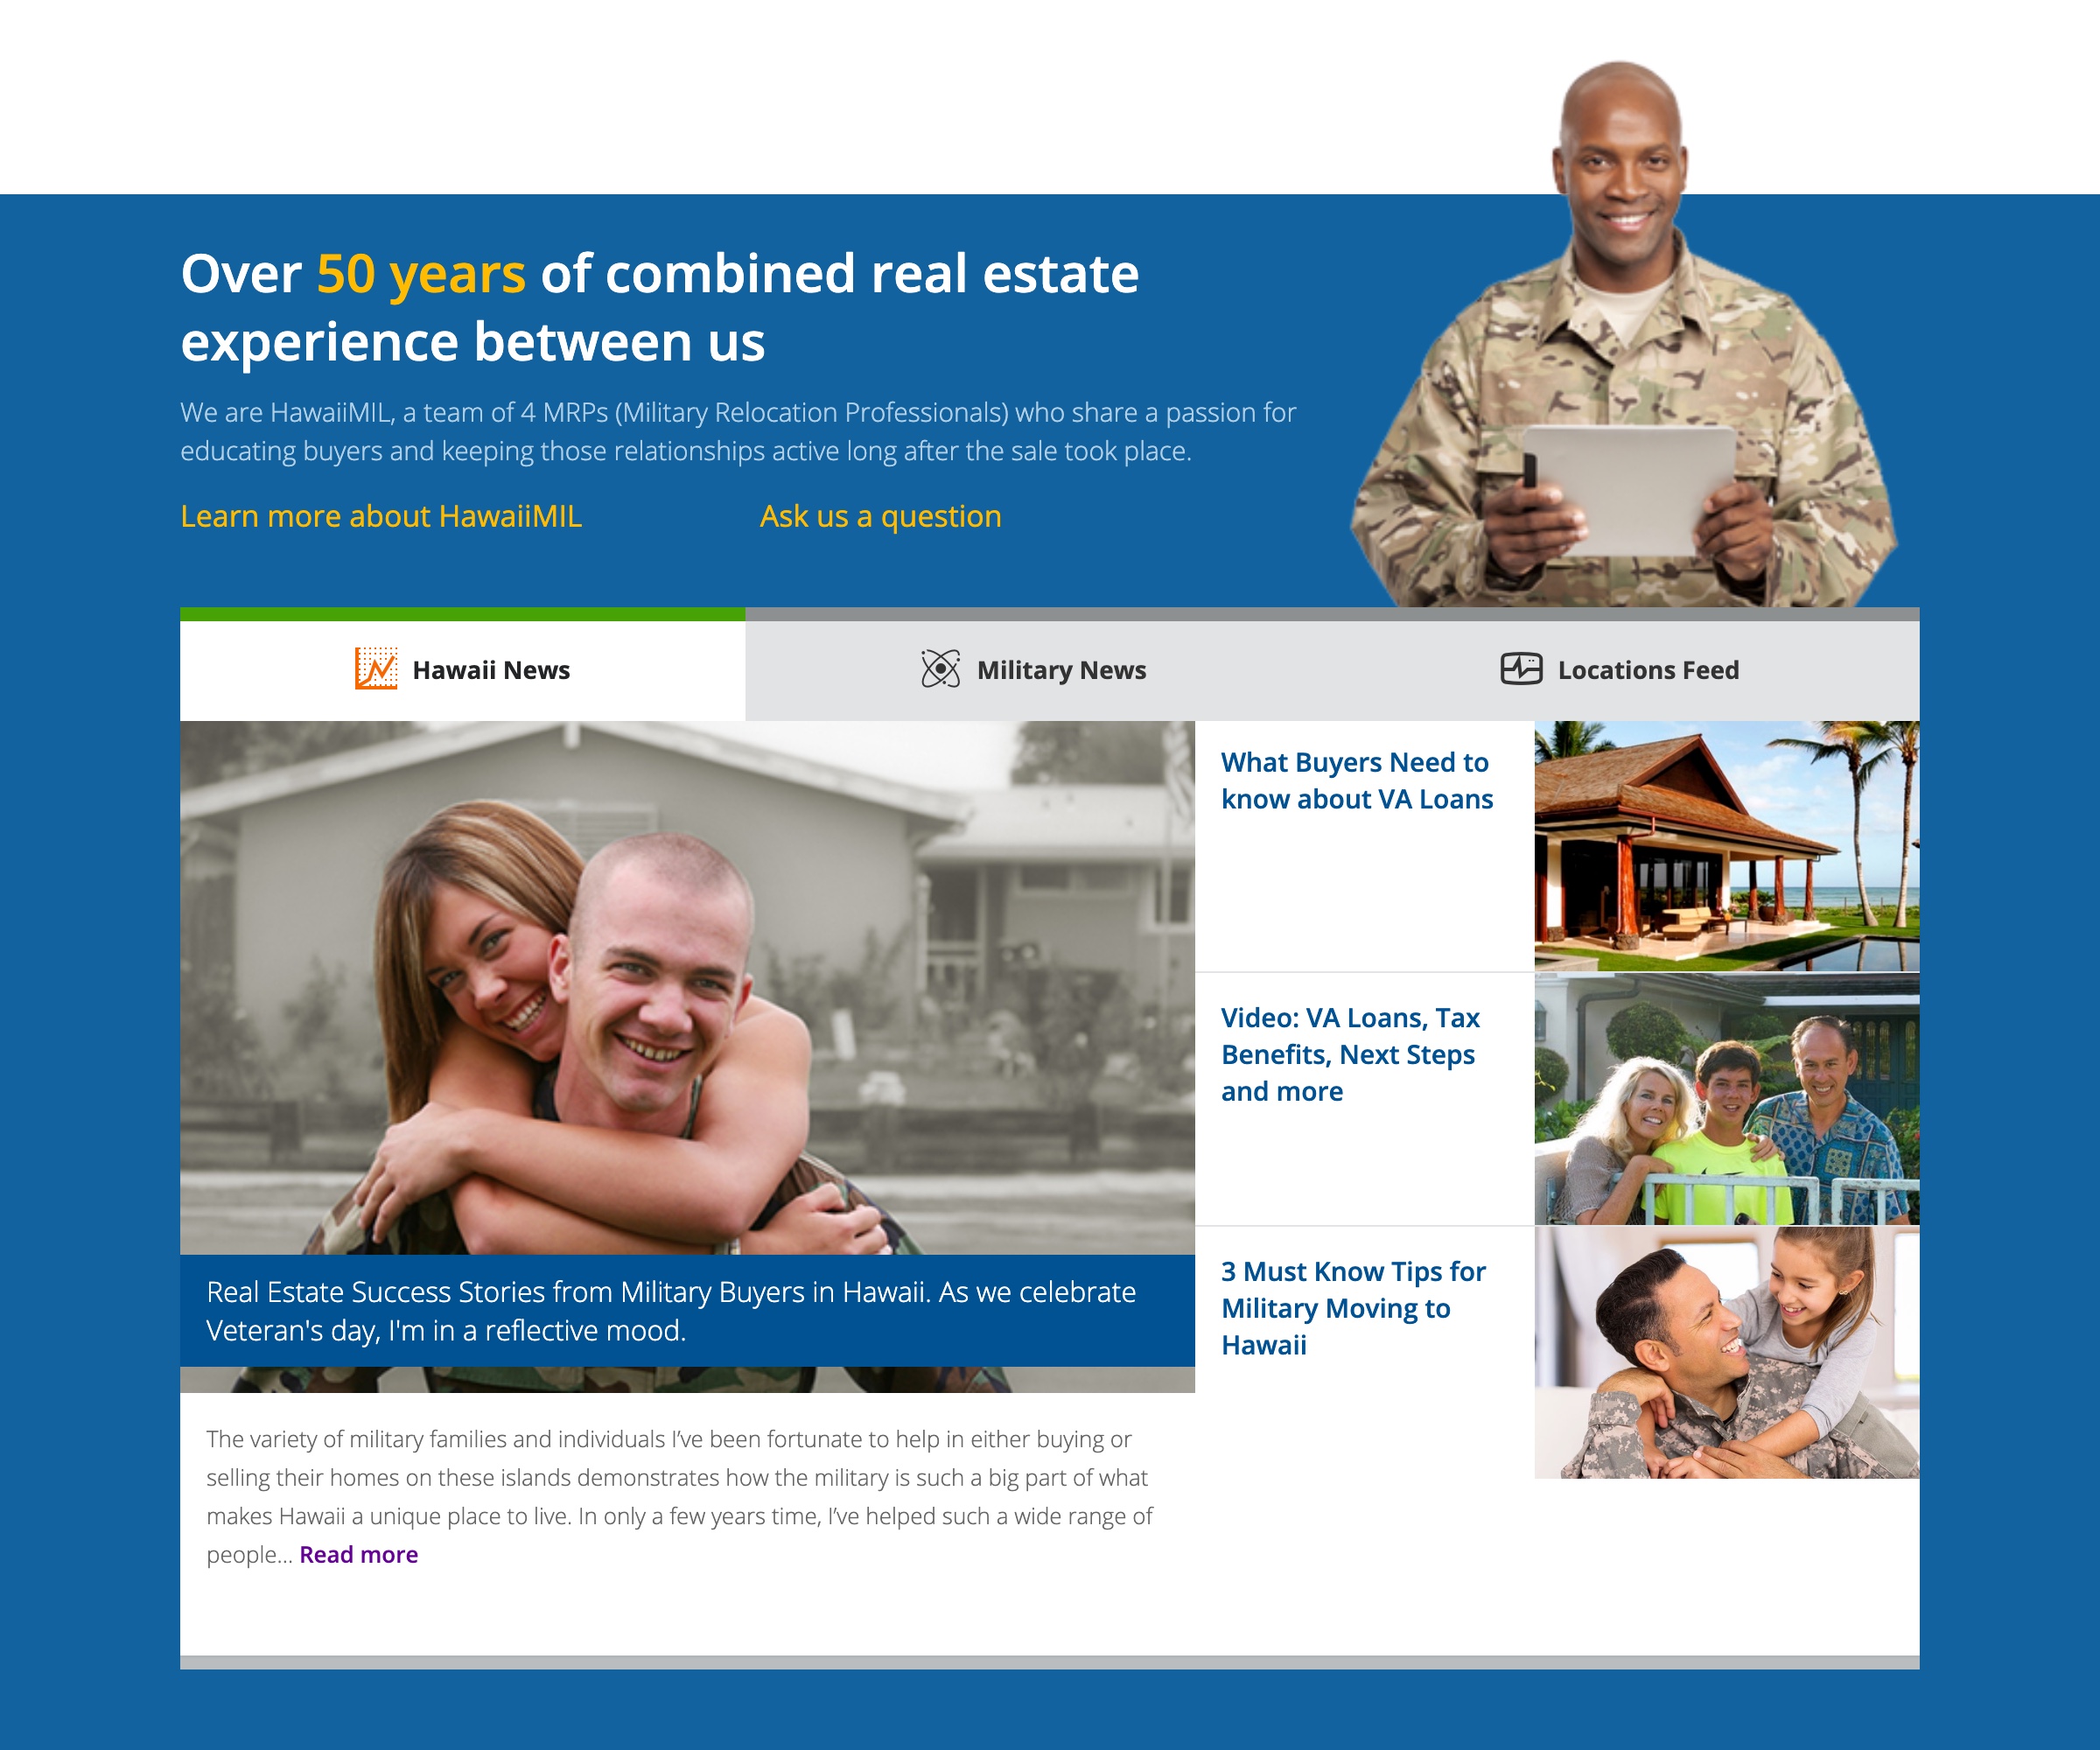 Over 50 years of combined real estate
experience between us
We are HawaiiMIL, a team of 4 MRPs (Military Relocation Professionals) who share a passion for
educating buyers and keeping those relationships active long after the sale took place.
Learn more about HawaiiMIL
Ask us a question
Hawaii News
Military News
Locations Feed
Real Estate Success Stories from Military Buyers in Hawaii. As we celebrate
Veteran's day, I'm in a reflective mood.
The variety of military families and individuals I’ve been fortunate to help in either buying or
selling their homes on these islands demonstrates how the military is such a big part of what
makes Hawaii a unique place to live. In only a few years time, I’ve helped such a wide range of
people... Read more
What Buyers Need to
know about VA Loans
Video: VA Loans, Tax
Benefits, Next Steps
and more
3 Must Know Tips for
Military Moving to
Hawaii